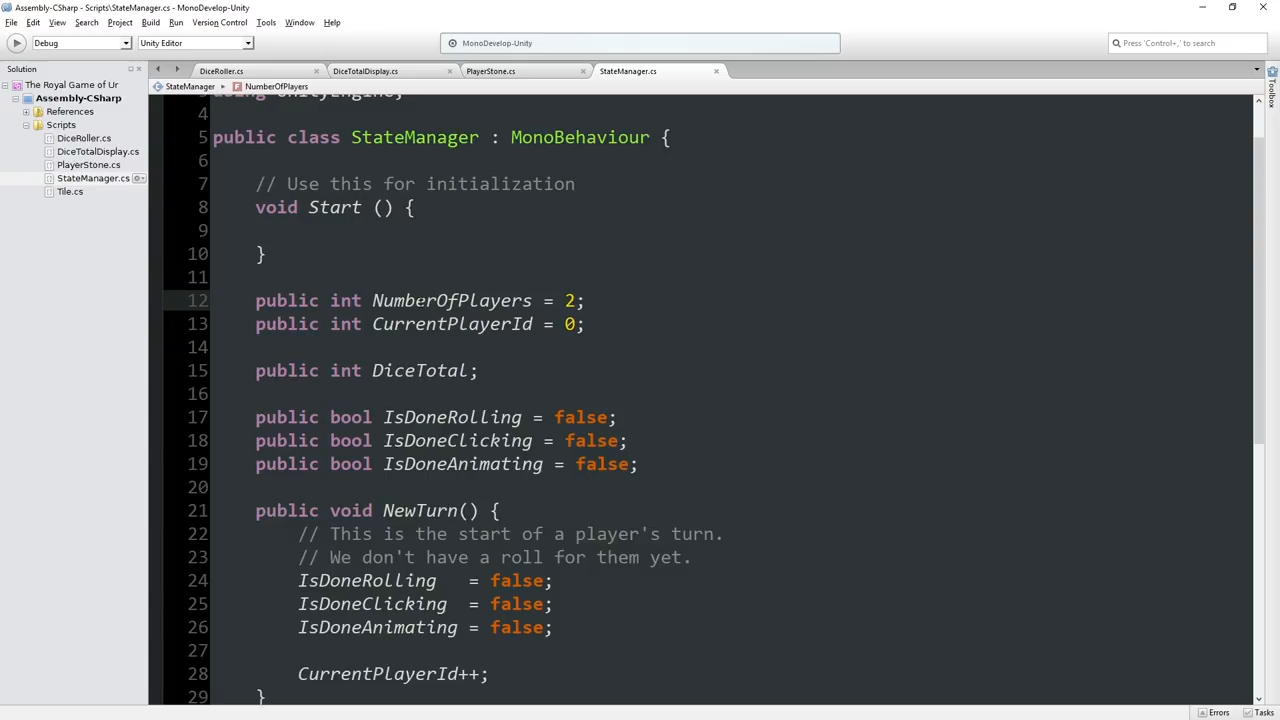 Assembly-CSharp - Scripts\StateManager.cs - MonoDevelop-Unity
File Edit View Search Project Build Run Version Control Tools Window Help
Debug Unity Editor MonoDevelop-Unity Press 'Control+,' to search
Solution
DiceRoller.cs DiceTotalDisplay.cs PlayerStone.cs StateManager.cs
StateManager NumberOfPlayers
The Royal Game of Ur
Assembly-CSharp
References
Scripts
DiceRoller.cs
DiceTotalDisplay.cs
PlayerStone.cs
StateManager.cs
Tile.cs
Toolbox
using UnityEngine;
4
5 public class StateManager : MonoBehaviour {
6
7 // Use this for initialization
8 void Start () {
9
10 }
11
12 public int NumberOfPlayers = 2;
13 public int CurrentPlayerId = 0;
14
15 public int DiceTotal;
16
17 public bool IsDoneRolling = false;
18 public bool IsDoneClicking = false;
19 public bool IsDoneAnimating = false;
20
21 public void NewTurn() {
22 // This is the start of a player's turn.
23 // We don't have a roll for them yet.
24 IsDoneRolling = false;
25 IsDoneClicking = false;
26 IsDoneAnimating = false;
27
28 CurrentPlayerId++;
29 }
Errors Tasks